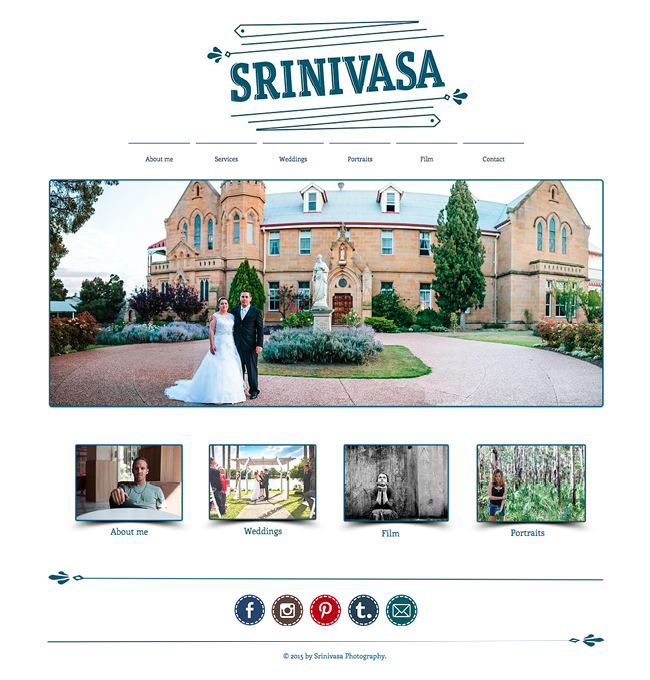 SRINIVASA
About me Services Weddings Portraits Film Contact
About me Weddings Film Portraits
© 2015 by Srinivasa Photography.